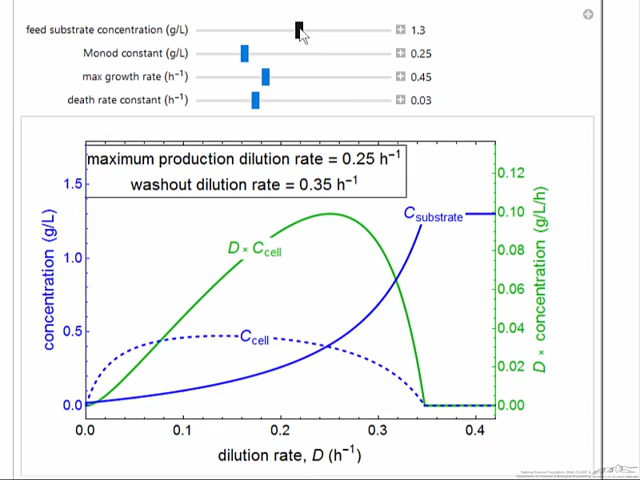 feed substrate concentration (g/L) 1.3
Monod constant (g/L) 0.25
max growth rate (h⁻¹) 0.45
death rate constant (h⁻¹) 0.03
maximum production dilution rate = 0.25 h⁻¹
washout dilution rate = 0.35 h⁻¹
concentration (g/L)
1.5
1.0
0.5
0.0
C_substrate
D × C_cell
C_cell
0.12
0.10
0.08
0.06
0.04
0.02
0.00
D × concentration (g/L/h)
0.0 0.1 0.2 0.3 0.4
dilution rate, D (h⁻¹)